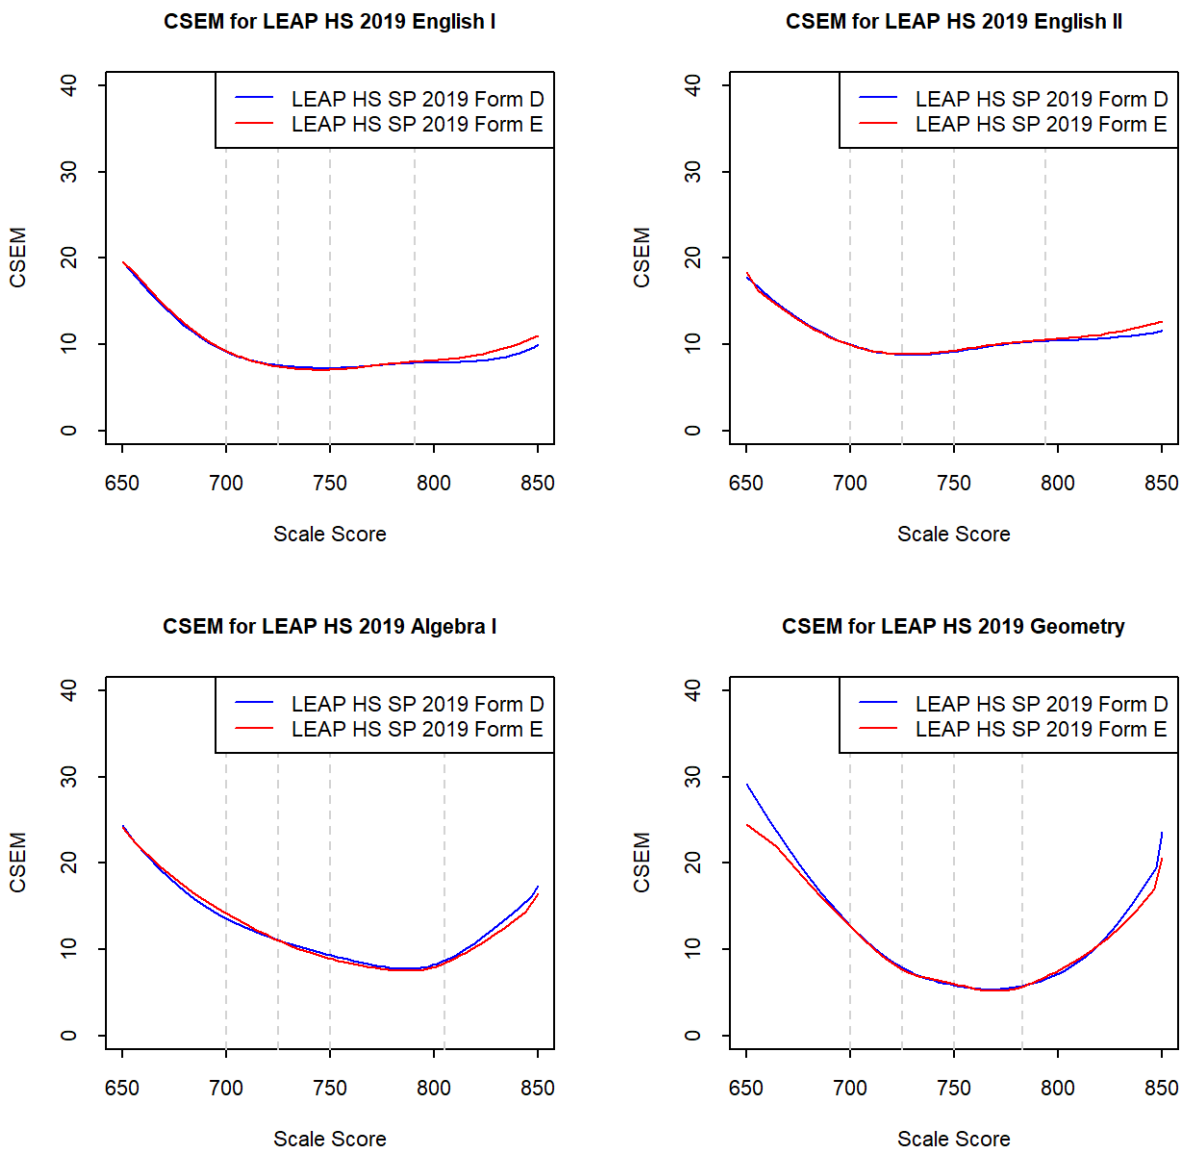 CSEM for LEAP HS 2019 English I
LEAP HS SP 2019 Form D
LEAP HS SP 2019 Form E
CSEM
40
30
20
10
0
650 700 750 800 850
Scale Score
CSEM for LEAP HS 2019 English II
LEAP HS SP 2019 Form D
LEAP HS SP 2019 Form E
CSEM
40
30
20
10
0
650 700 750 800 850
Scale Score
CSEM for LEAP HS 2019 Algebra I
LEAP HS SP 2019 Form D
LEAP HS SP 2019 Form E
CSEM
40
30
20
10
0
650 700 750 800 850
Scale Score
CSEM for LEAP HS 2019 Geometry
LEAP HS SP 2019 Form D
LEAP HS SP 2019 Form E
CSEM
40
30
20
10
0
650 700 750 800 850
Scale Score